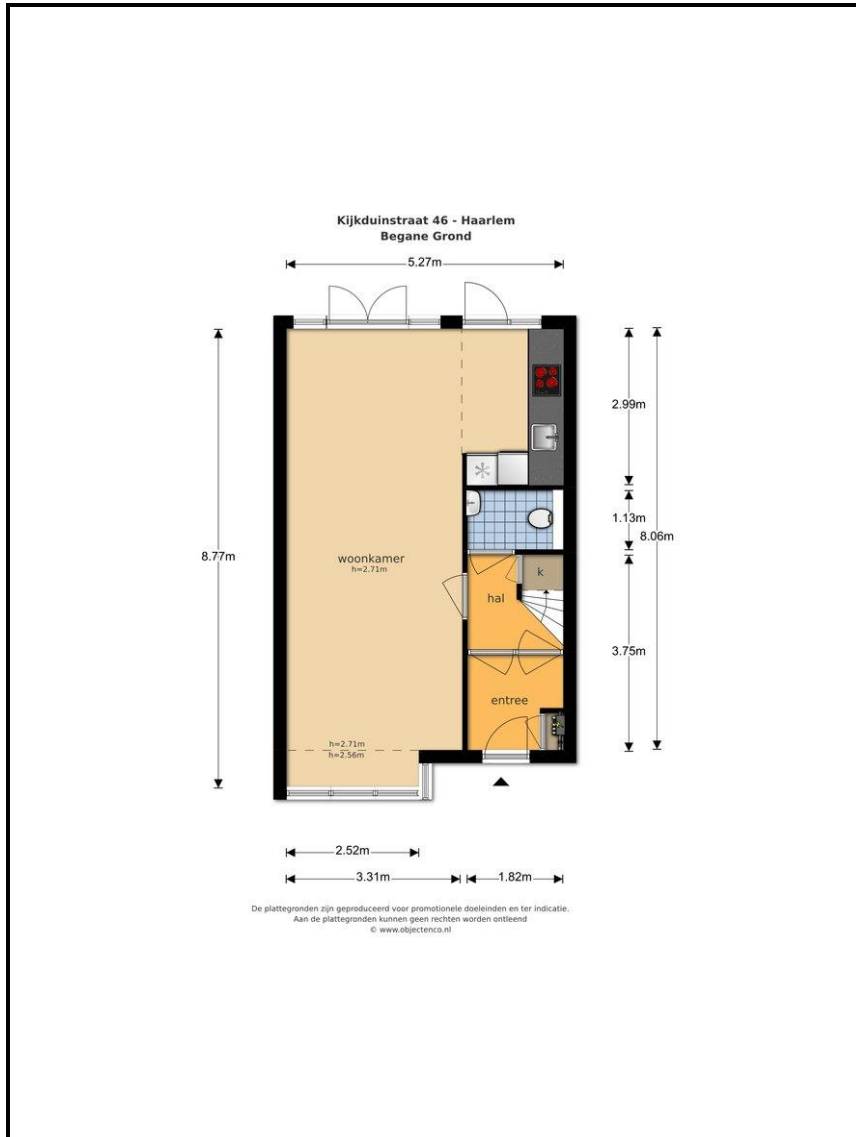 Kijkduinstraat 46 - Haarlem
Begane Grond
5.27m
2.99m
1.13m
8.06m
8.77m
woonkamer
h=2.71m
k
hal
3.75m
entree
h=2.71m
h=2.56m
2.52m
3.31m
1.82m
De plattegronden zijn geproduceerd voor promotionele doeleinden en ter indicatie.
Aan de plattegronden kunnen geen rechten worden ontleend
© www.objectenco.nl